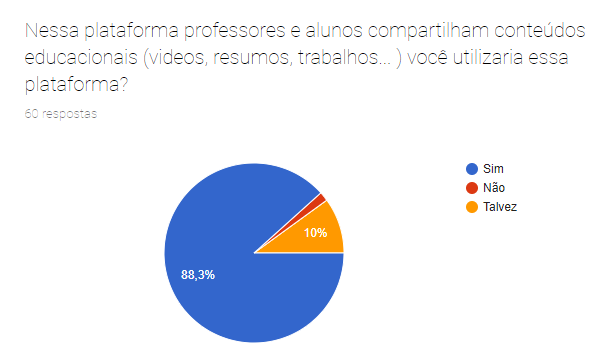 Nessa plataforma professores e alunos compartilham conteúdos
educacionais (videos, resumos, trabalhos... ) você utilizaria essa
plataforma?
60 respostas
Sim
Não
Talvez
10%
88,3%